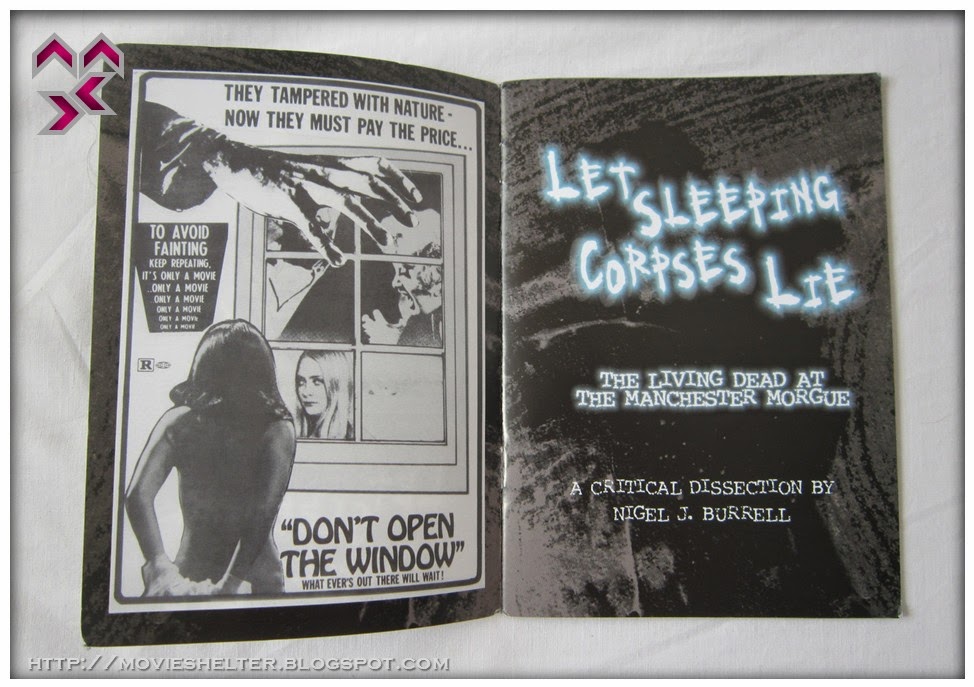 THEY TAMPERED WITH NATURE -
NOW THEY MUST PAY THE PRICE...
TO AVOID
FAINTING
KEEP REPEATING,
IT'S ONLY A MOVIE
..ONLY A MOVIE
ONLY A MOVIE
ONLY A MOVIE
ONLY A MOVIE
ONLY A MOVIE
R
"DON'T OPEN
THE WINDOW"
WHAT EVER'S OUT THERE WILL WAIT!
LET
SLEEPING
CORPSES
LIE
THE LIVING DEAD AT
THE MANCHESTER MORGUE
A CRITICAL DISSECTION BY
NIGEL J. BURRELL
HTTP://MOVIESHELTER.BLOGSPOT.COM